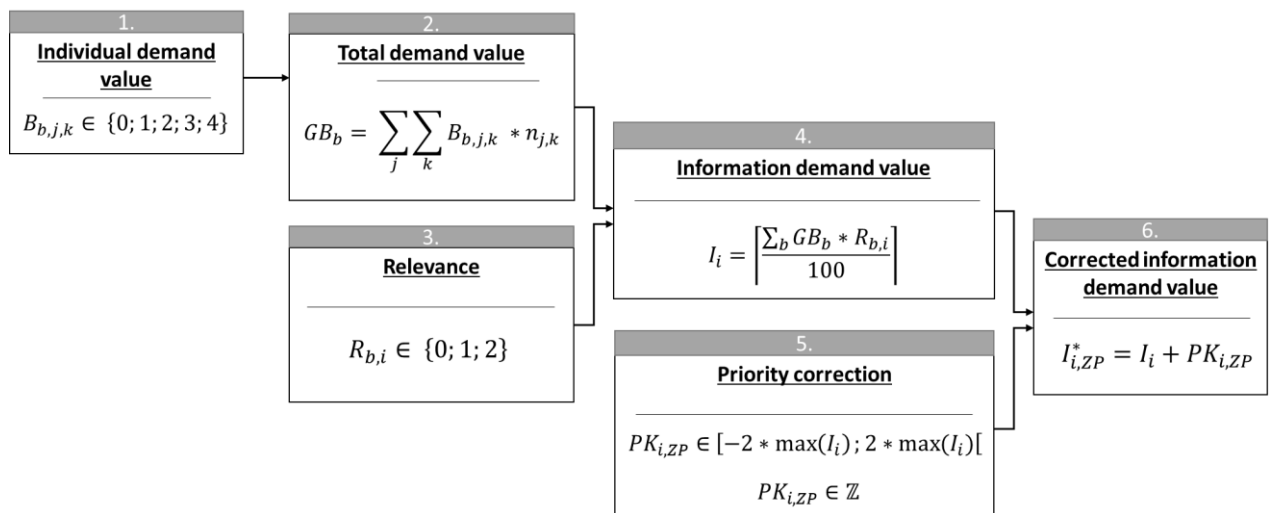 1.
Individual demand
value
B_{b,j,k} ∈ {0; 1; 2; 3; 4}
2.
Total demand value
GB_b = ∑_j ∑_k B_{b,j,k} * n_{j,k}
3.
Relevance
R_{b,i} ∈ {0; 1; 2}
4.
Information demand value
I_i = ⌈(∑_b GB_b * R_{b,i}) / 100⌉
5.
Priority correction
PK_{i,ZP} ∈ [−2 * max(I_i) ; 2 * max(I_i)[
PK_{i,ZP} ∈ ℤ
6.
Corrected information
demand value
I^*_{i,ZP} = I_i + PK_{i,ZP}